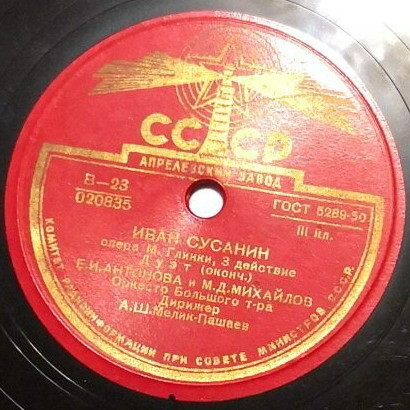 СССР
АПРЕЛЕВСКИЙ ЗАВОД
В-23
020835
ГОСТ 5289-50
III кл.
ИВАН СУСАНИН
опера М. Глинки, 3 действие
ДУЭТ (оконч.)
Е.И.АНТОНОВА и М.Д.МИХАЙЛОВ
Оркестр Большого т-ра
Дирижер
А.Ш.Мелик-Пашаев
КОМИТЕТ РАДИОИНФОРМАЦИИ ПРИ СОВЕТЕ МИНИСТРОВ СССР.